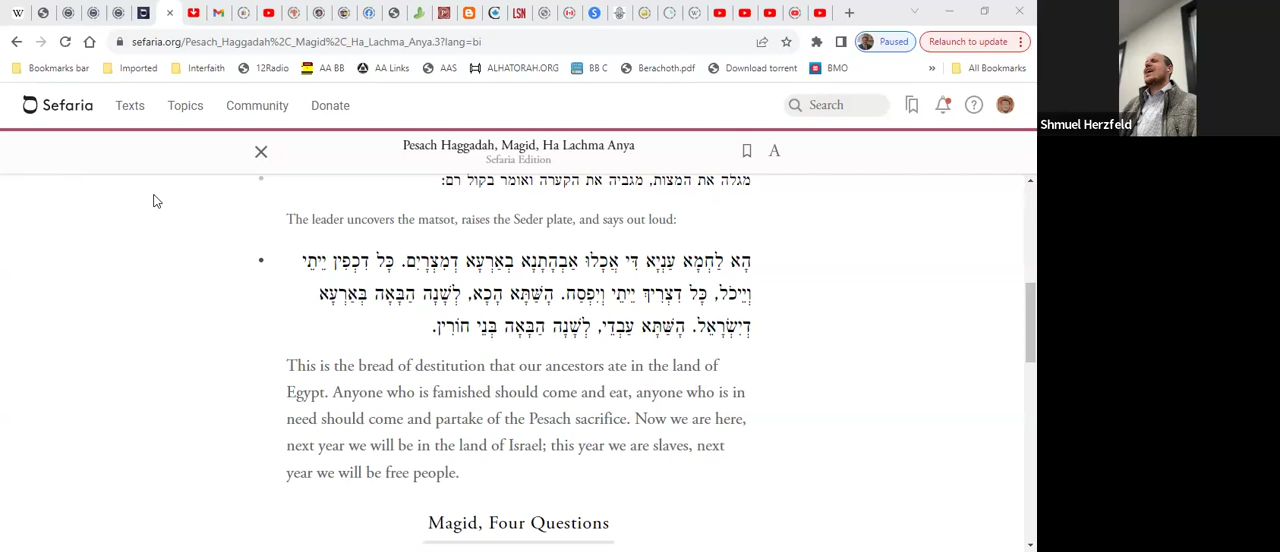 sefaria.org/Pesach_Haggadah%2C_Magid%2C_Ha_Lachma_Anya.3?lang=bi
Paused
Relaunch to update
Bookmarks bar
Imported
Interfaith
12Radio
AA BB
AA Links
AAS
ALHATORAH.ORG
BB C
Berachoth.pdf
Download torrent
BMO
»
All Bookmarks
Sefaria
Texts
Topics
Community
Donate
Search
Pesach Haggadah, Magid, Ha Lachma Anya
Sefaria Edition
A
מגלה את המצות, מגביה את הקערה ואומר בקול רם:
The leader uncovers the matsot, raises the Seder plate, and says out loud:
הָא לַחְמָא עַנְיָא דִּי אֲכָלוּ אַבְהָתָנָא בְאַרְעָא דְמִצְרָיִם. כָּל דִכְפִין יֵיתֵי
וְיֵיכֹל, כָּל דִצְרִיךְ יֵיתֵי וְיִפְסַח. הָשַּׁתָּא הָכָא, לְשָׁנָה הַבָּאָה בְּאַרְעָא
דְיִשְׂרָאֵל. הָשַּׁתָּא עַבְדֵי, לְשָׁנָה הַבָּאָה בְּנֵי חוֹרִין.
This is the bread of destitution that our ancestors ate in the land of
Egypt. Anyone who is famished should come and eat, anyone who is in
need should come and partake of the Pesach sacrifice. Now we are here,
next year we will be in the land of Israel; this year we are slaves, next
year we will be free people.
Magid, Four Questions
Shmuel Herzfeld